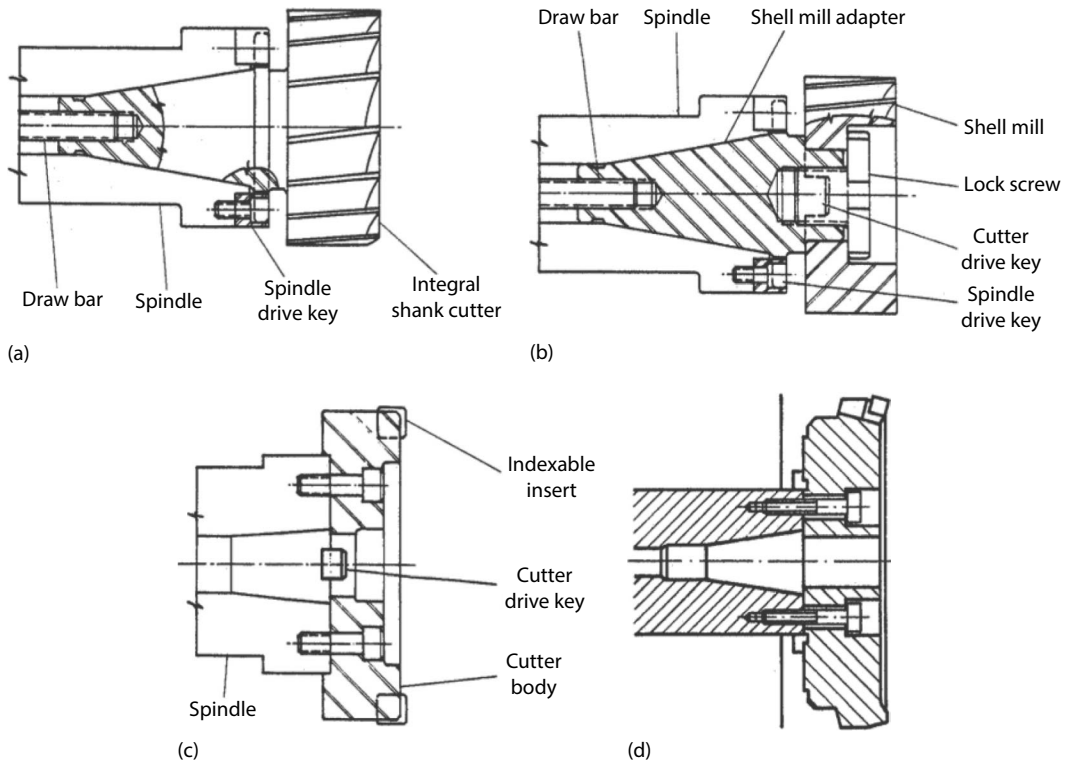 Draw bar
Spindle
Spindle
drive key
Integral
shank cutter
(a)
Draw bar
Spindle
Shell mill adapter
Shell mill
Lock screw
Cutter
drive key
Spindle
drive key
(b)
Indexable
insert
Cutter
drive key
Cutter
body
Spindle
(c)
(d)